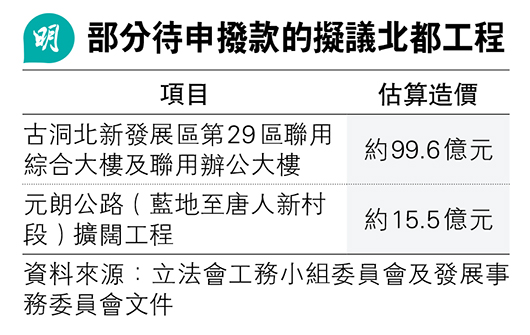 明 部分待申撥款的擬議北都工程
項目 估算造價
古洞北新發展區第29區聯用
綜合大樓及聯用辦公大樓 約99.6億元
元朗公路（藍地至唐人新村
段）擴闊工程 約15.5億元
資料來源：立法會工務小組委員會及發展事
務委員會文件